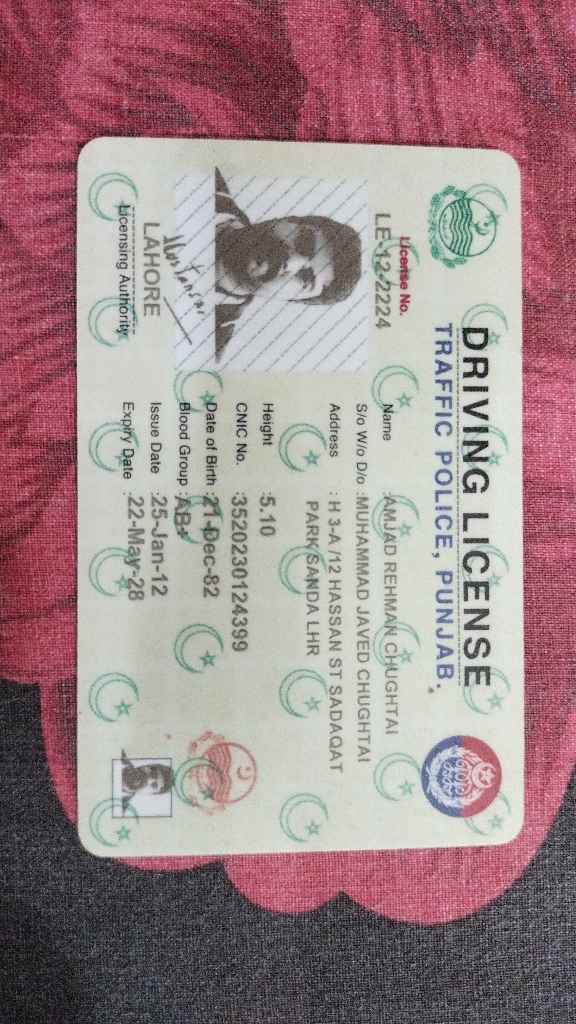 DRIVING LICENSE
TRAFFIC POLICE, PUNJAB.
License No.
LE-12-2224
Name : AMJAD REHMAN CHUGHTAI
S/o W/o D/o : MUHAMMAD JAVED CHUGHTAI
Address : H 3-A /12 HASSAN ST SADAQAT
PARK SANDA LHR
Height : 5.10
CNIC No. : 3520230124399
Date of Birth : 21-Dec-82
Blood Group : AB+
Issue Date : 25-Jan-12
Expiry Date : 22-May-28
LAHORE
Licensing Authority